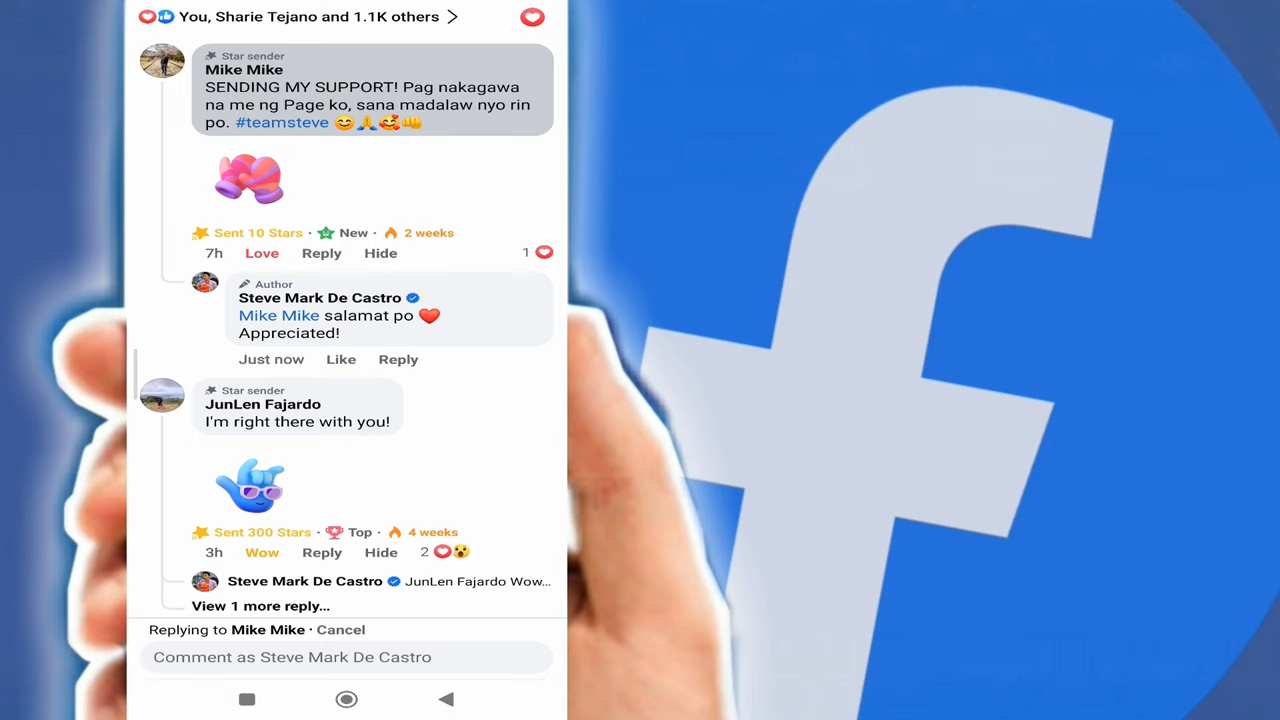 You, Sharie Tejano and 1.1K others
Star sender
Mike Mike
SENDING MY SUPPORT! Pag nakagawa
na me ng Page ko, sana madalaw nyo rin
po. #teamsteve 😊🙏🥰👊
Sent 10 Stars · New · 2 weeks
7h Love Reply Hide 1
Author
Steve Mark De Castro
Mike Mike salamat po ❤️
Appreciated!
Just now Like Reply
Star sender
JunLen Fajardo
I'm right there with you!
Sent 300 Stars · Top · 4 weeks
3h Wow Reply Hide 2
Steve Mark De Castro JunLen Fajardo Wow...
View 1 more reply...
Replying to Mike Mike · Cancel
Comment as Steve Mark De Castro